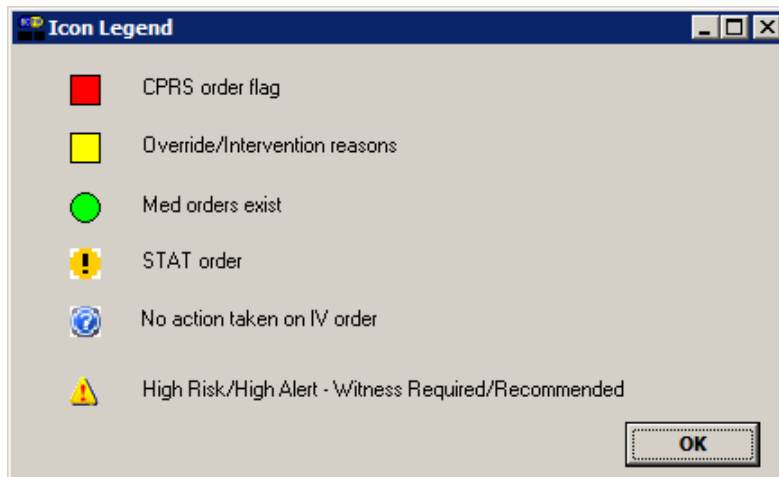 Icon Legend
CPRS order flag
Override/Intervention reasons
Med orders exist
STAT order
No action taken on IV order
High Risk/High Alert - Witness Required/Recommended
OK